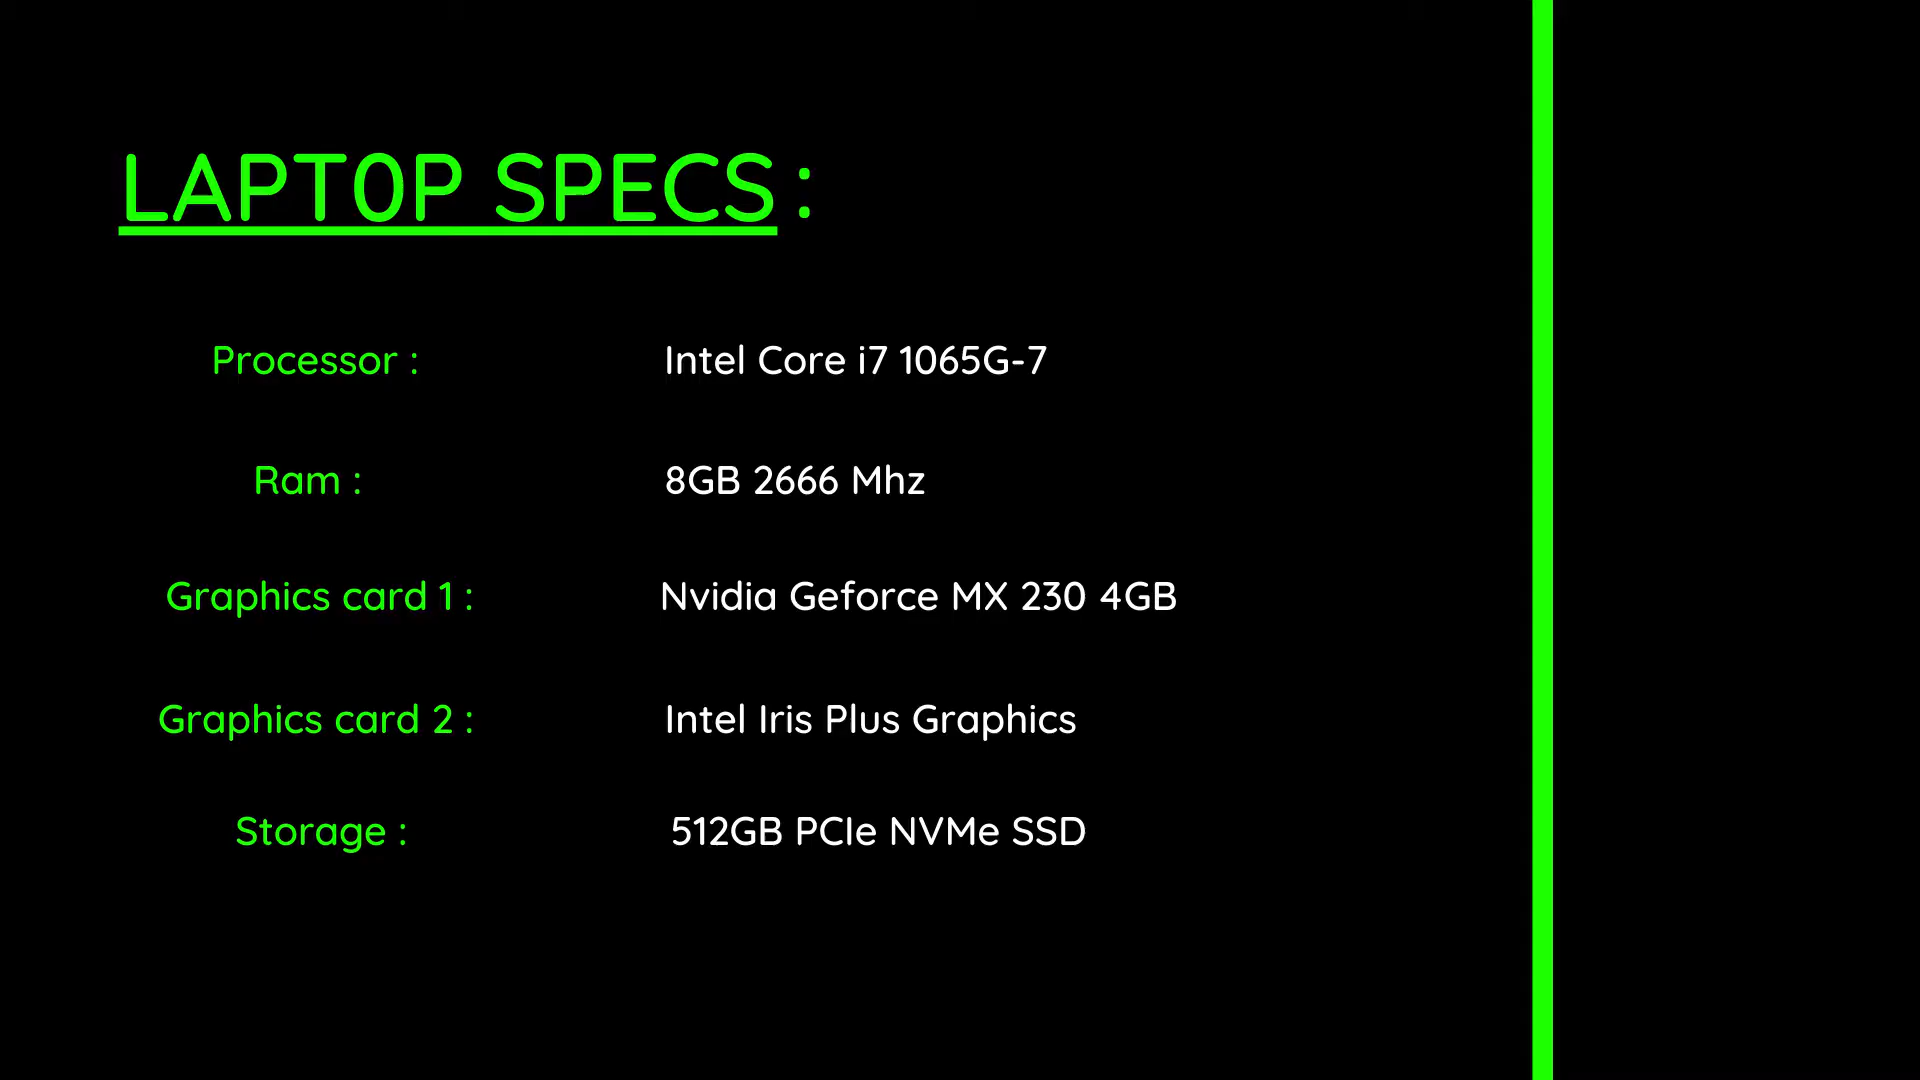 LAPT0P SPECS :
Processor : Intel Core i7 1065G-7
Ram : 8GB 2666 Mhz
Graphics card 1 : Nvidia Geforce MX 230 4GB
Graphics card 2 : Intel Iris Plus Graphics
Storage : 512GB PCIe NVMe SSD